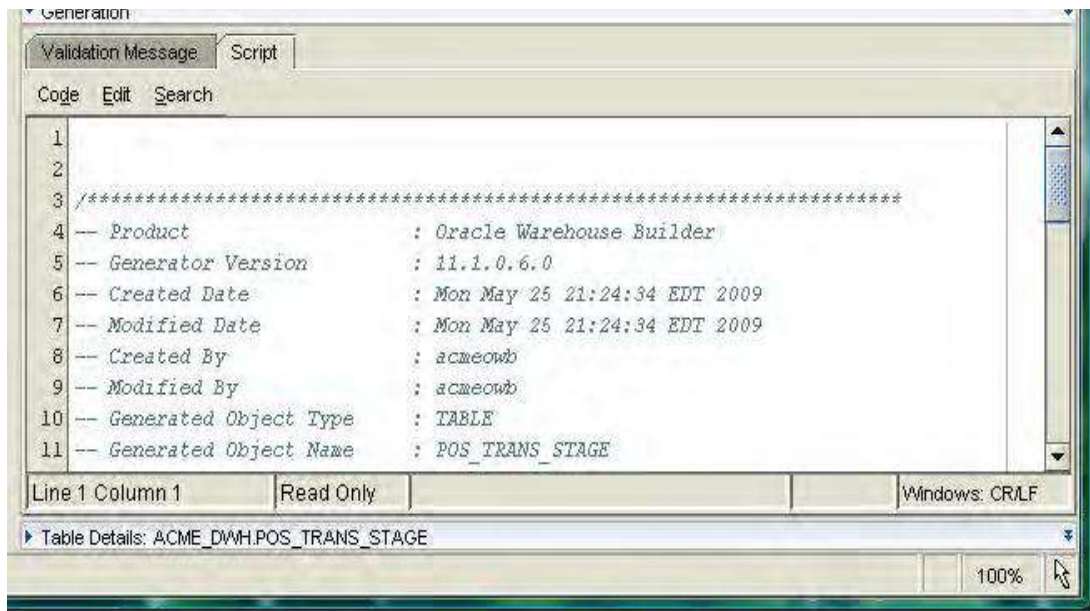 Generation
Validation Message Script
Code Edit Search
1
2
3 /**********************************************************************
4 -- Product : Oracle Warehouse Builder
5 -- Generator Version : 11.1.0.6.0
6 -- Created Date : Mon May 25 21:24:34 EDT 2009
7 -- Modified Date : Mon May 25 21:24:34 EDT 2009
8 -- Created By : acmeowb
9 -- Modified By : acmeowb
10 -- Generated Object Type : TABLE
11 -- Generated Object Name : POS_TRANS_STAGE
Line 1 Column 1 Read Only Windows: CR/LF
Table Details: ACME_DWH.POS_TRANS_STAGE
100%